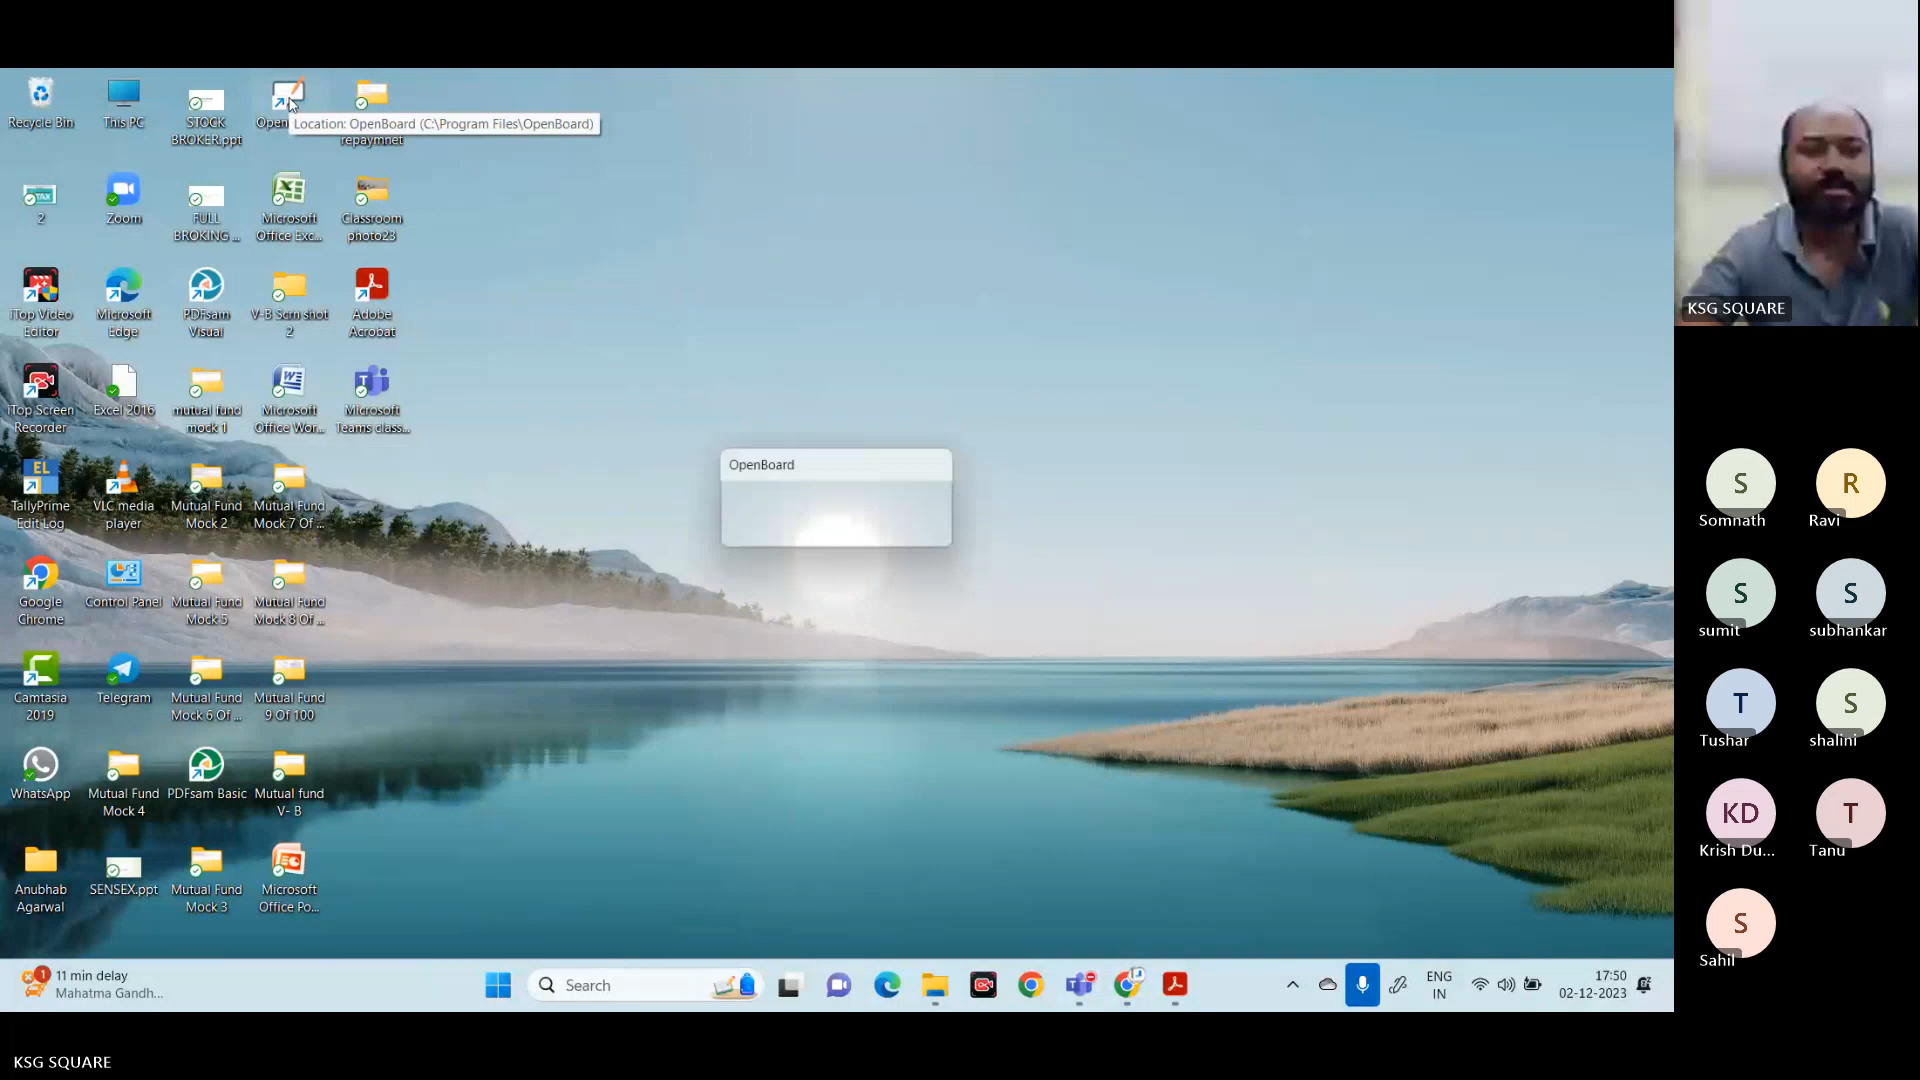 Recycle Bin
This PC
STOCK
BROKER.ppt
Open
Location: OpenBoard (C:\Program Files\OpenBoard)
repaymnet
2
Zoom
FULL
BROKING ...
Microsoft
Office Exc...
Classroom
photo23
iTop Video
Editor
Microsoft
Edge
PDFsam
Visual
V-B Scrn shot
2
Adobe
Acrobat
iTop Screen
Recorder
Excel 2016
mutual fund
mock 1
Microsoft
Office Wor...
Microsoft
Teams class...
OpenBoard
EL
TallyPrime
Edit Log
VLC media
player
Mutual Fund
Mock 2
Mutual Fund
Mock 7 Of ...
Google
Chrome
Control Panel
Mutual Fund
Mock 5
Mutual Fund
Mock 8 Of ...
Camtasia
2019
Telegram
Mutual Fund
Mock 6 Of ...
Mutual Fund
9 Of 100
WhatsApp
Mutual Fund
Mock 4
PDFsam Basic
Mutual fund
V- B
Anubhab
Agarwal
SENSEX.ppt
Mutual Fund
Mock 3
Microsoft
Office Po...
1
11 min delay
Mahatma Gandh...
Search
ENG
IN
17:50
02-12-2023
KSG SQUARE
KSG SQUARE
S
Somnath
R
Ravi
S
sumit
S
subhankar
T
Tushar
S
shalini
KD
Krish Du...
T
Tanu
S
Sahil